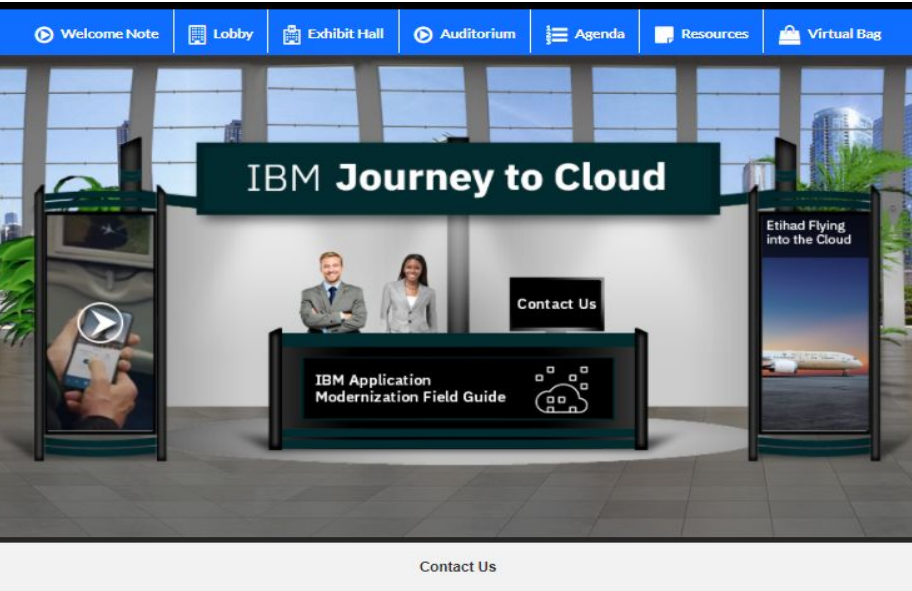 Welcome Note
Lobby
Exhibit Hall
Auditorium
Agenda
Resources
Virtual Bag
IBM Journey to Cloud
Etihad Flying
into the Cloud
Contact Us
IBM Application
Modernization Field Guide
Contact Us